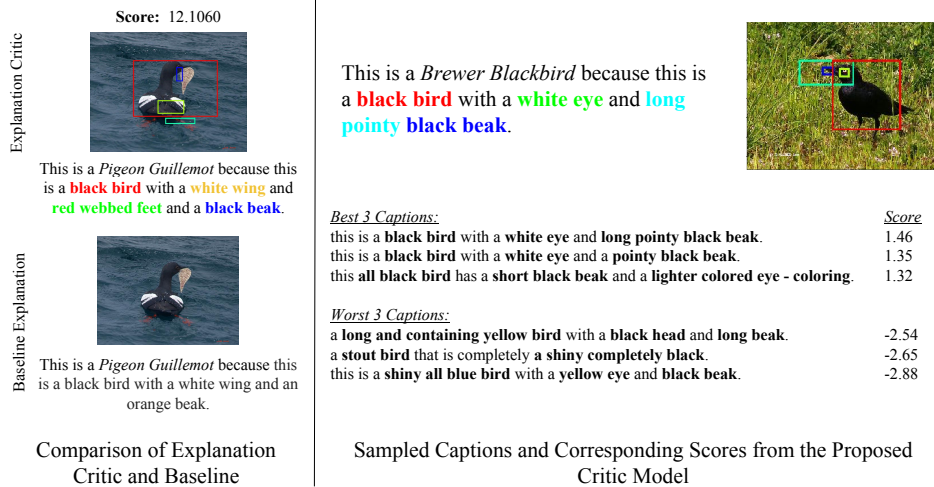 Score: 12.1060
Explanation Critic
This is a Pigeon Guillemot because this
is a black bird with a white wing and
red webbed feet and a black beak.
Baseline Explanation
This is a Pigeon Guillemot because this
is a black bird with a white wing and an
orange beak.
Comparison of Explanation
Critic and Baseline
This is a Brewer Blackbird because this is
a black bird with a white eye and long
pointy black beak.
Best 3 Captions: Score
this is a black bird with a white eye and long pointy black beak. 1.46
this is a black bird with a white eye and a pointy black beak. 1.35
this all black bird has a short black beak and a lighter colored eye - coloring. 1.32
Worst 3 Captions:
a long and containing yellow bird with a black head and long beak. -2.54
a stout bird that is completely a shiny completely black. -2.65
this is a shiny all blue bird with a yellow eye and black beak. -2.88
Sampled Captions and Corresponding Scores from the Proposed
Critic Model